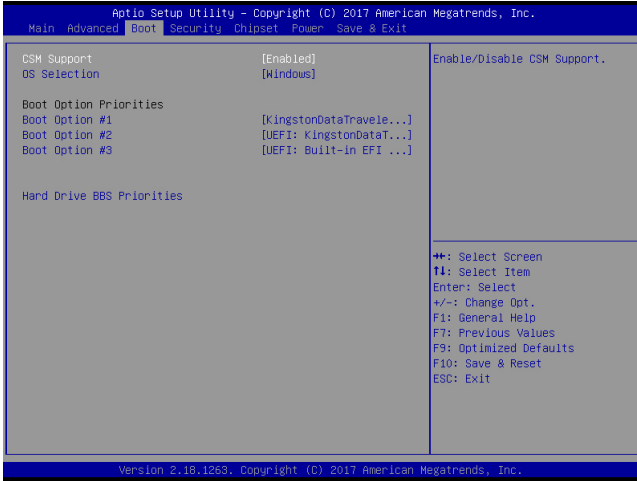 Aptio Setup Utility – Copyright (C) 2017 American Megatrends, Inc.
Main Advanced Boot Security Chipset Power Save & Exit
CSM Support [Enabled]
OS Selection [Windows]
Boot Option Priorities
Boot Option #1 [KingstonDataTravele...]
Boot Option #2 [UEFI: KingstonDataT...]
Boot Option #3 [UEFI: Built-in EFI ...]
Hard Drive BBS Priorities
Enable/Disable CSM Support.
→←: Select Screen
↑↓: Select Item
Enter: Select
+/-: Change Opt.
F1: General Help
F7: Previous Values
F9: Optimized Defaults
F10: Save & Reset
ESC: Exit
Version 2.18.1263. Copyright (C) 2017 American Megatrends, Inc.